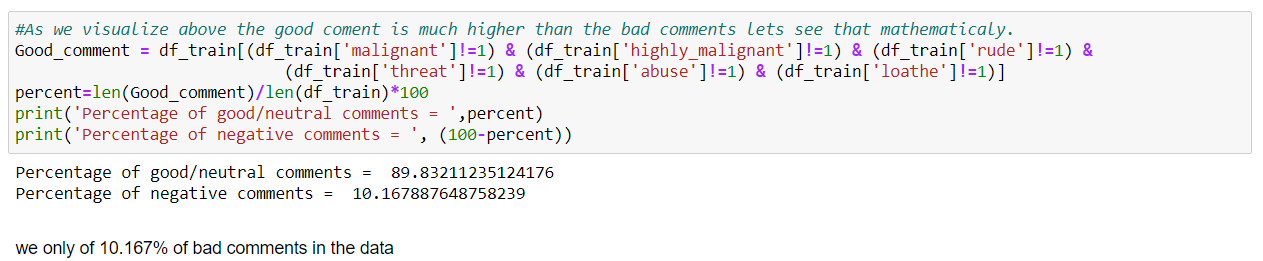 #As we visualize above the good coment is much higher than the bad comments lets see that mathematicaly.
Good_comment = df_train[(df_train['malignant']!=1) & (df_train['highly_malignant']!=1) & (df_train['rude']!=1) &
(df_train['threat']!=1) & (df_train['abuse']!=1) & (df_train['loathe']!=1)]
percent=len(Good_comment)/len(df_train)*100
print('Percentage of good/neutral comments = ',percent)
print('Percentage of negative comments = ', (100-percent))
Percentage of good/neutral comments =  89.83211235124176
Percentage of negative comments =  10.167887648758239
we only of 10.167% of bad comments in the data